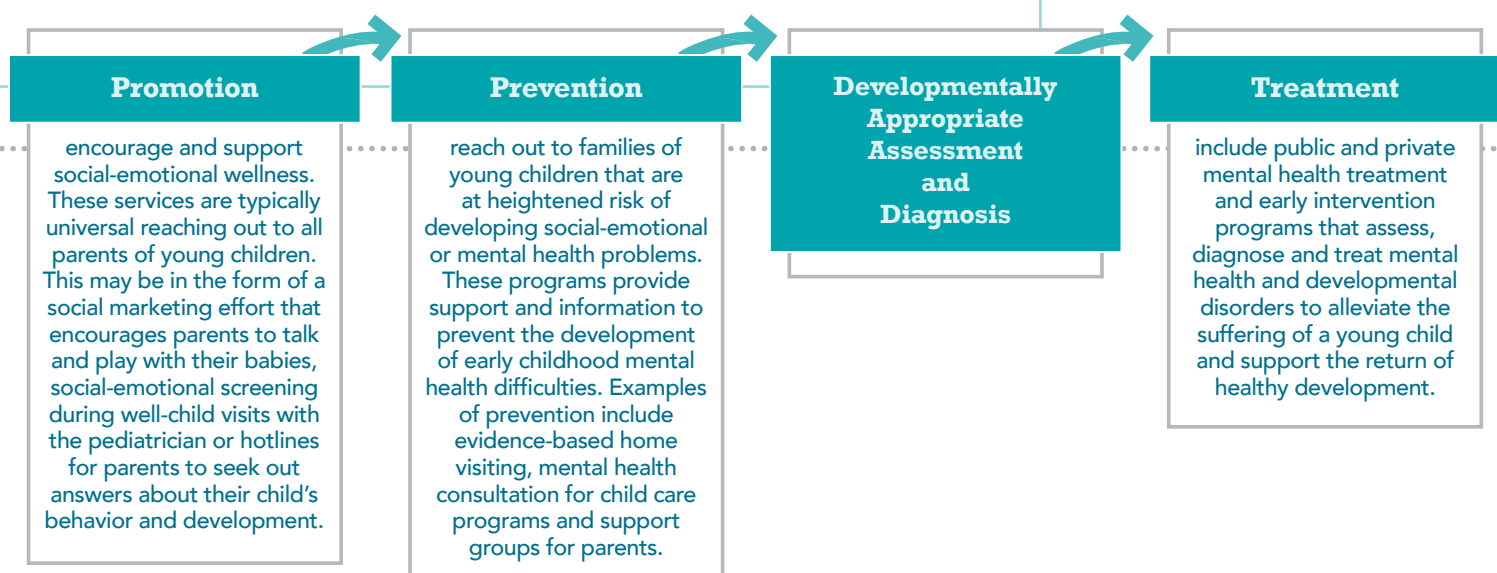 Promotion
encourage and support
social-emotional wellness.
These services are typically
universal reaching out to all
parents of young children.
This may be in the form of a
social marketing effort that
encourages parents to talk
and play with their babies,
social-emotional screening
during well-child visits with
the pediatrician or hotlines
for parents to seek out
answers about their child’s
behavior and development.
Prevention
reach out to families of
young children that are
at heightened risk of
developing social-emotional
or mental health problems.
These programs provide
support and information to
prevent the development
of early childhood mental
health difficulties. Examples
of prevention include
evidence-based home
visiting, mental health
consultation for child care
programs and support
groups for parents.
Developmentally
Appropriate
Assessment
and
Diagnosis
Treatment
include public and private
mental health treatment
and early intervention
programs that assess,
diagnose and treat mental
health and developmental
disorders to alleviate the
suffering of a young child
and support the return of
healthy development.